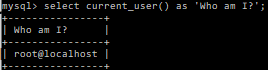 mysql> select current_user() as 'Who am I?';
+----------------+
| Who am I?      |
+----------------+
| root@localhost |
+----------------+